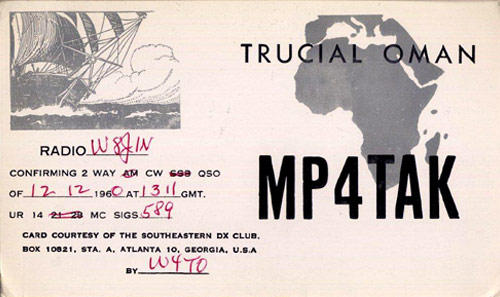 TRUCIAL OMAN
RADIO W8JIN
CONFIRMING 2 WAY AM CW SSB QSO
OF 12 12 1960 AT 1311 GMT.
UR 14 21 28 MC SIGS 589
MP4TAK
CARD COURTESY OF THE SOUTHEASTERN DX CLUB,
BOX 10821, STA. A, ATLANTA 10, GEORGIA, U.S.A
BY W4TO